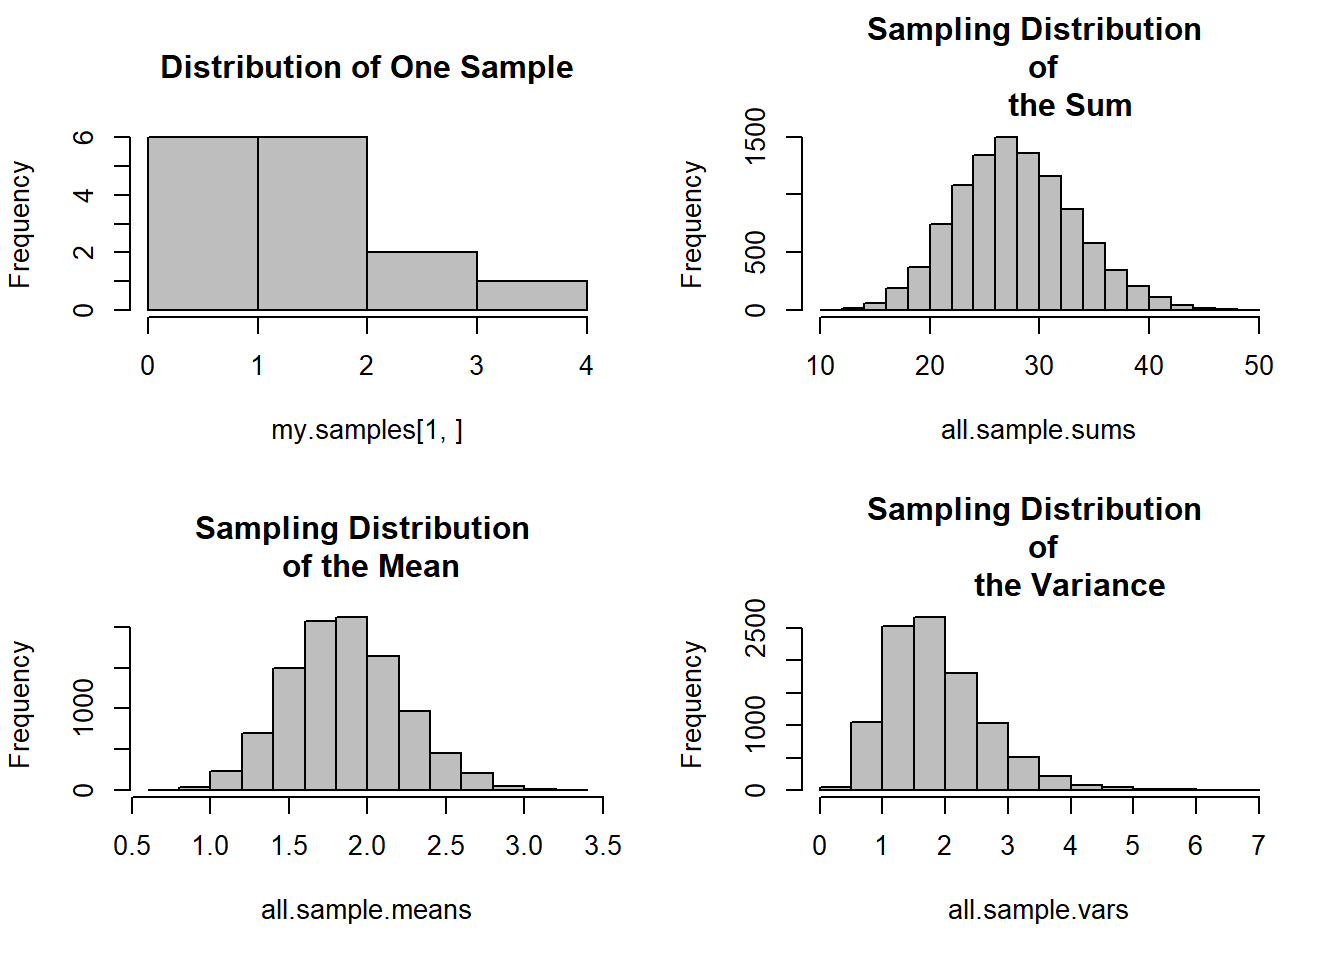 Distribution of One Sample
Frequency
0 2 4 6
0 1 2 3 4
my.samples[1, ]
Sampling Distribution
of
the Sum
Frequency
0 500 1500
10 20 30 40 50
all.sample.sums
Sampling Distribution
of the Mean
Frequency
0 1000
0.5 1.0 1.5 2.0 2.5 3.0 3.5
all.sample.means
Sampling Distribution
of
the Variance
Frequency
0 1000 2500
0 1 2 3 4 5 6 7
all.sample.vars